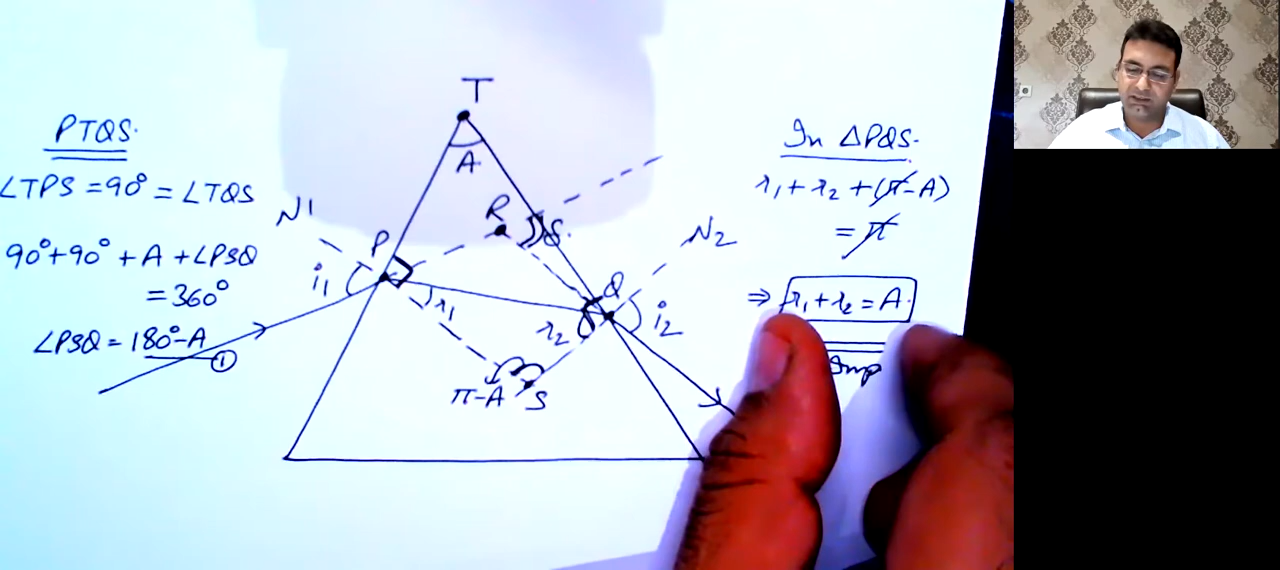 PTQS.
∠TPS = 90° = ∠TQS
90° + 90° + A + ∠PSQ
= 360°
∠PSQ = 180° - A
①
T
A
R
δ.
N1
P
i1
r1
Q
N2
r2
i2
π-A
S
In ΔPQS.
r1 + r2 + (π - A)
= π
⇒ r1 + r2 = A.
Imp